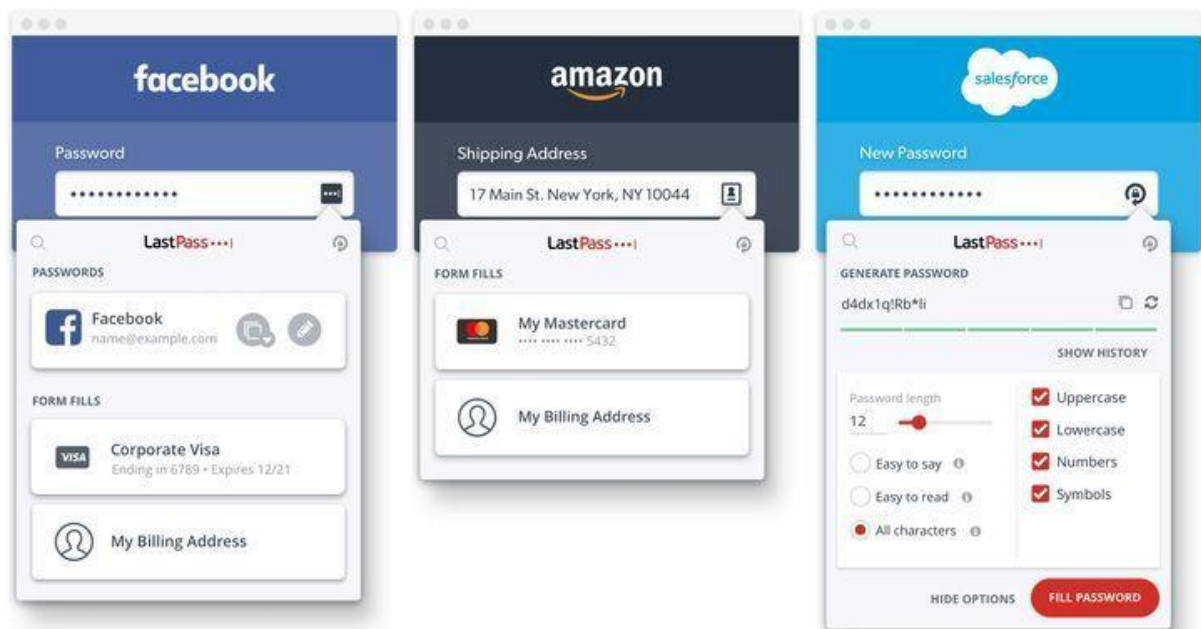 facebook
Password
••••••••••••
LastPass•••|
PASSWORDS
Facebook
name@example.com
FORM FILLS
VISA
Corporate Visa
Ending in 6789 • Expires 12/21
My Billing Address
amazon
Shipping Address
17 Main St. New York, NY 10044
LastPass•••|
FORM FILLS
My Mastercard
•••• •••• •••• 5432
My Billing Address
salesforce
New Password
••••••••••••
LastPass•••|
GENERATE PASSWORD
d4dx1q!Rb*li
SHOW HISTORY
Password length
12
Easy to say
Easy to read
All characters
Uppercase
Lowercase
Numbers
Symbols
HIDE OPTIONS
FILL PASSWORD